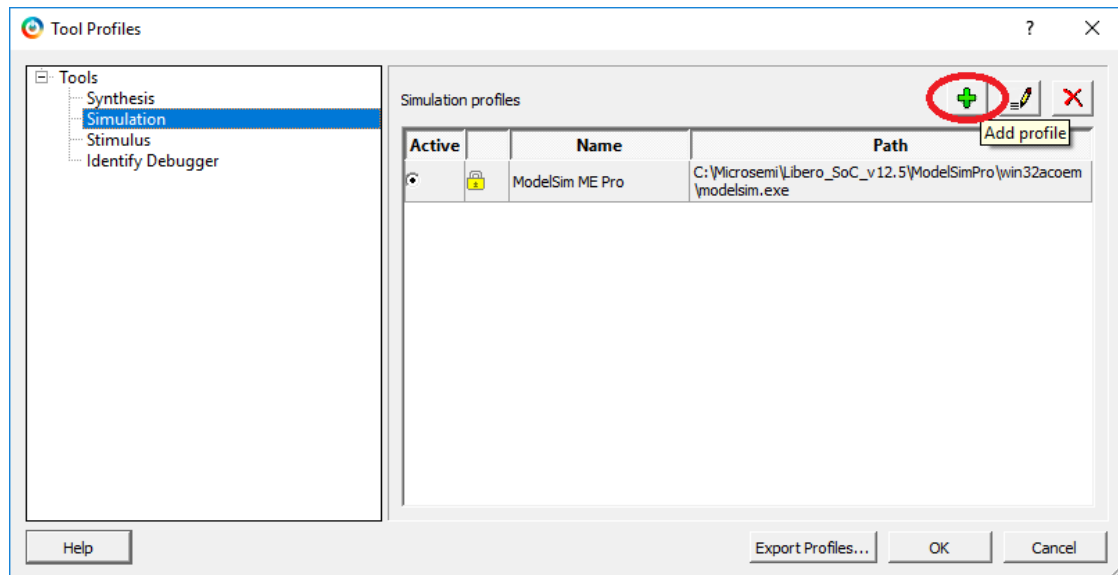 Tool Profiles
?
Tools
Synthesis
Simulation
Stimulus
Identify Debugger
Simulation profiles
Add profile
Active Name Path
ModelSim ME Pro
C:\Microsemi\Libero_SoC_v12.5\ModelSimPro\win32acoem
\modelsim.exe
Help
Export Profiles...
OK
Cancel